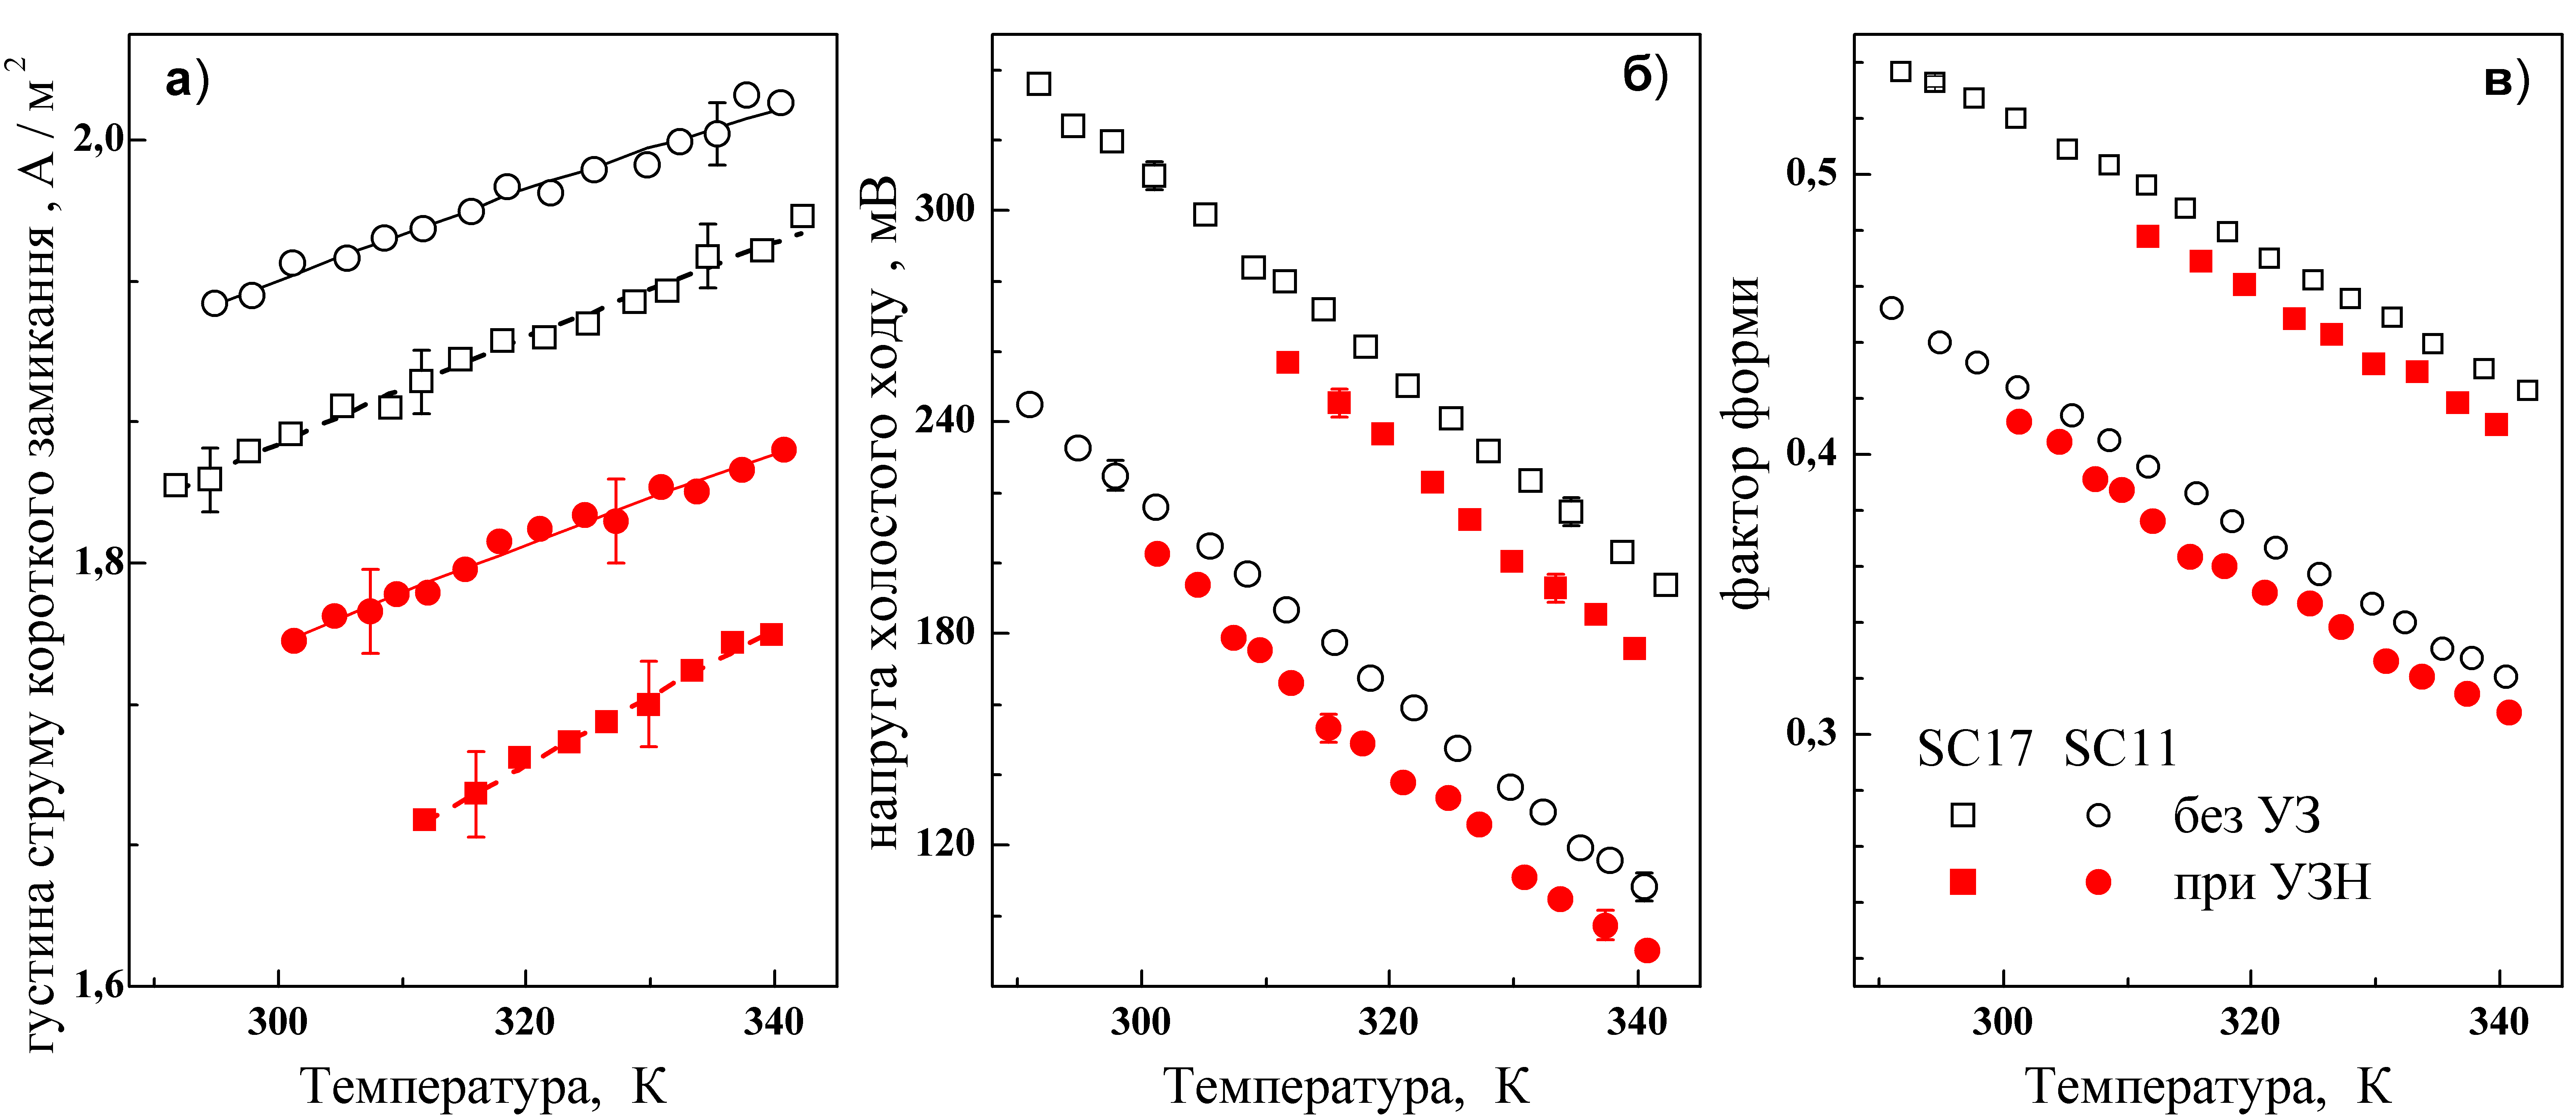 а)
густина струму короткого замикання , А / м 2
2,0
1,8
1,6
300 320 340
Температура, К
б)
напруга холостого ходу , мВ
300
240
180
120
300 320 340
Температура, К
в)
фактор форми
0,5
0,4
0,3
SC17 SC11
без УЗ
при УЗН
300 320 340
Температура, К